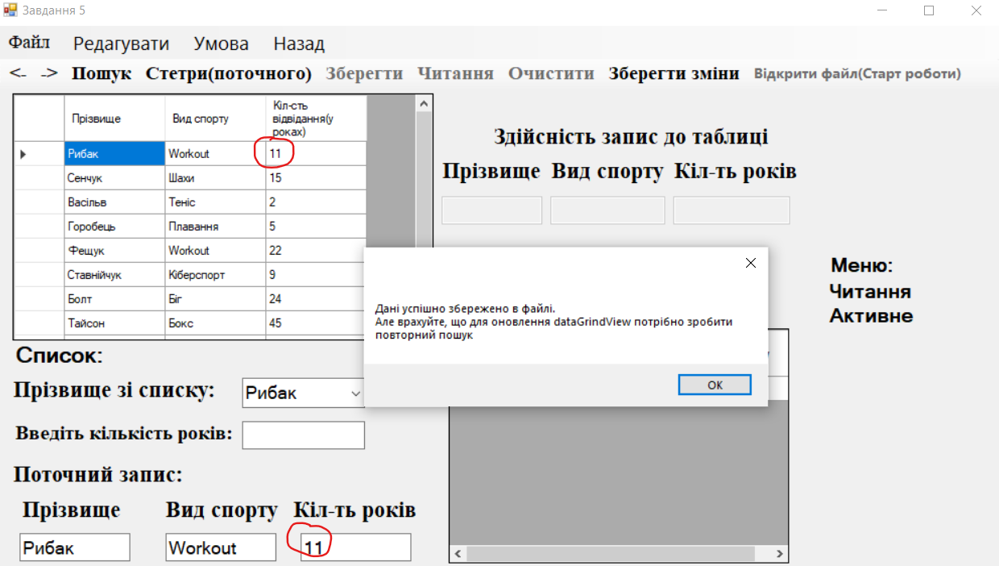 Завдання 5
Файл Редагувати Умова Назад
<- -> Пошук Стетри(поточного) Зберегти Читання Очистити Зберегти зміни Відкрити файл(Старт роботи)
Прізвище Вид спорту Кіл-сть відвідання(у роках)
Рибак Workout 11
Сенчук Шахи 15
Васільв Теніс 2
Горобець Плавання 5
Фещук Workout 22
Ставнійчук Кіберспорт 9
Болт Біг 24
Тайсон Бокс 45
Здійсність запис до таблиці
Прізвище Вид спорту Кіл-ть років
Меню:
Читання
Активне
Дані успішно збережено в файлі.
Але врахуйте, що для оновлення dataGrindView потрібно зробити
повторний пошук
OK
Список:
Прізвище зі списку: Рибак
Введіть кількість років:
Поточний запис:
Прізвище Вид спорту Кіл-ть років
Рибак Workout 11